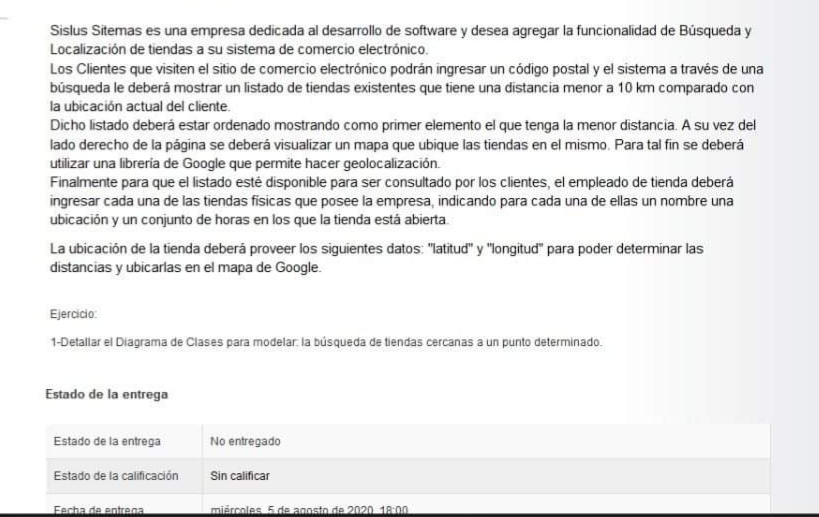 Sislus Sitemas es una empresa dedicada al desarrollo de software y desea agregar la funcionalidad de Búsqueda y
Localización de tiendas a su sistema de comercio electrónico.
Los Clientes que visiten el sitio de comercio electrónico podrán ingresar un código postal y el sistema a través de una
búsqueda le deberá mostrar un listado de tiendas existentes que tiene una distancia menor a 10 km comparado con
la ubicación actual del cliente.
Dicho listado deberá estar ordenado mostrando como primer elemento el que tenga la menor distancia. A su vez del
lado derecho de la página se deberá visualizar un mapa que ubique las tiendas en el mismo. Para tal fin se deberá
utilizar una librería de Google que permite hacer geolocalización.
Finalmente para que el listado esté disponible para ser consultado por los clientes, el empleado de tienda deberá
ingresar cada una de las tiendas físicas que posee la empresa, indicando para cada una de ellas un nombre una
ubicación y un conjunto de horas en los que la tienda está abierta.
La ubicación de la tienda deberá proveer los siguientes datos: "latitud" y "longitud" para poder determinar las
distancias y ubicarlas en el mapa de Google.
Ejercicio:
1-Detallar el Diagrama de Clases para modelar: la búsqueda de tiendas cercanas a un punto determinado.
Estado de la entrega
Estado de la entrega No entregado
Estado de la calificación Sin calificar
Fecha de entrega miércoles, 5 de agosto de 2020, 18:00